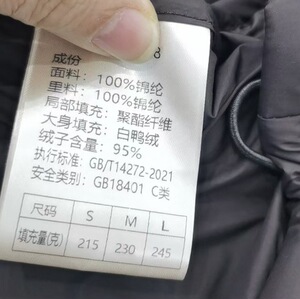 8
成份
面料：100%锦纶
里料：100%锦纶
局部填充：聚酯纤维
大身填充：白鸭绒
绒子含量：95%
执行标准：GB/T14272-2021
安全类别：GB18401 C类
尺码 S M L
填充量(克) 215 230 245